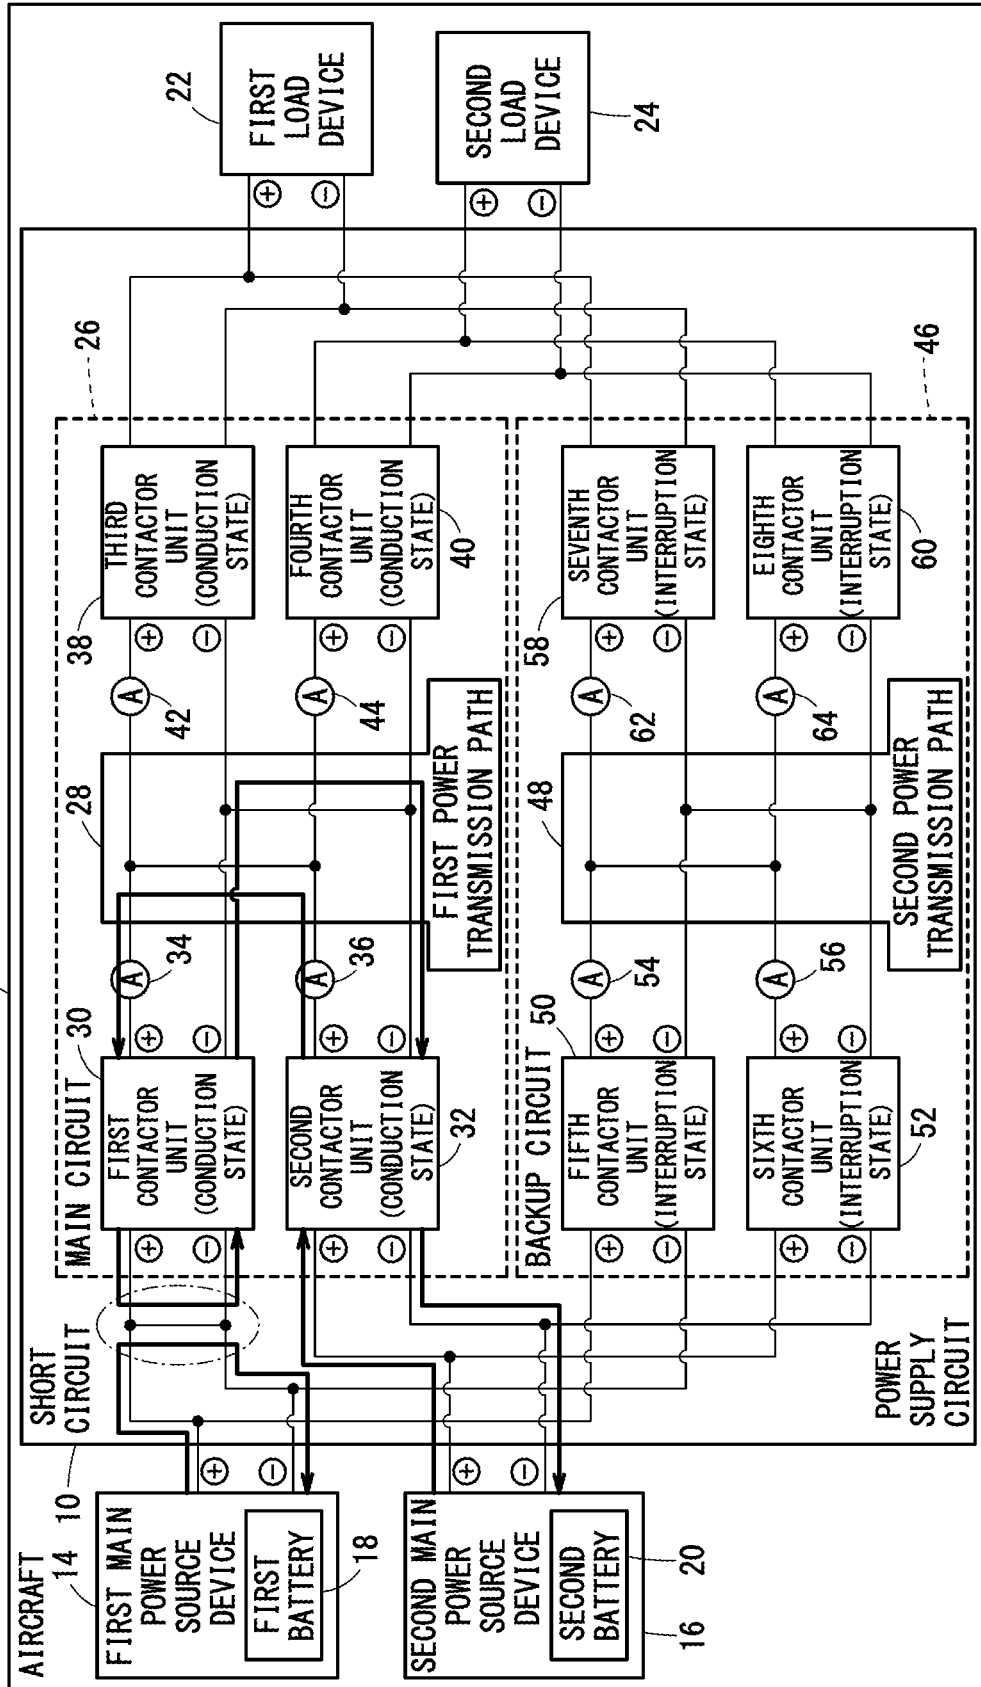 AIRCRAFT
10
SHORT
CIRCUIT
POWER
SUPPLY
CIRCUIT
14
FIRST MAIN
POWER
SOURCE
DEVICE
FIRST
BATTERY
18
+
−
SECOND MAIN
POWER
SOURCE
DEVICE
SECOND
BATTERY
20
16
+
−
MAIN CIRCUIT
26
30
FIRST
CONTACTOR
UNIT
(CONDUCTION
STATE)
+
−
+
−
A
34
SECOND
CONTACTOR
UNIT
(CONDUCTION
STATE)
32
+
−
+
−
A
36
28
FIRST POWER
TRANSMISSION PATH
A
42
38
THIRD
CONTACTOR
UNIT
(CONDUCTION
STATE)
+
−
A
44
FOURTH
CONTACTOR
UNIT
(CONDUCTION
STATE)
40
+
−
BACKUP CIRCUIT
46
50
FIFTH
CONTACTOR
UNIT
(INTERRUPTION
STATE)
+
−
+
−
A
54
SIXTH
CONTACTOR
UNIT
(INTERRUPTION
STATE)
52
+
−
+
−
A
56
48
SECOND POWER
TRANSMISSION PATH
A
62
58
SEVENTH
CONTACTOR
UNIT
(INTERRUPTION
STATE)
+
−
A
64
EIGHTH
CONTACTOR
UNIT
(INTERRUPTION
STATE)
60
+
−
22
FIRST
LOAD
DEVICE
+
−
SECOND
LOAD
DEVICE
24
+
−